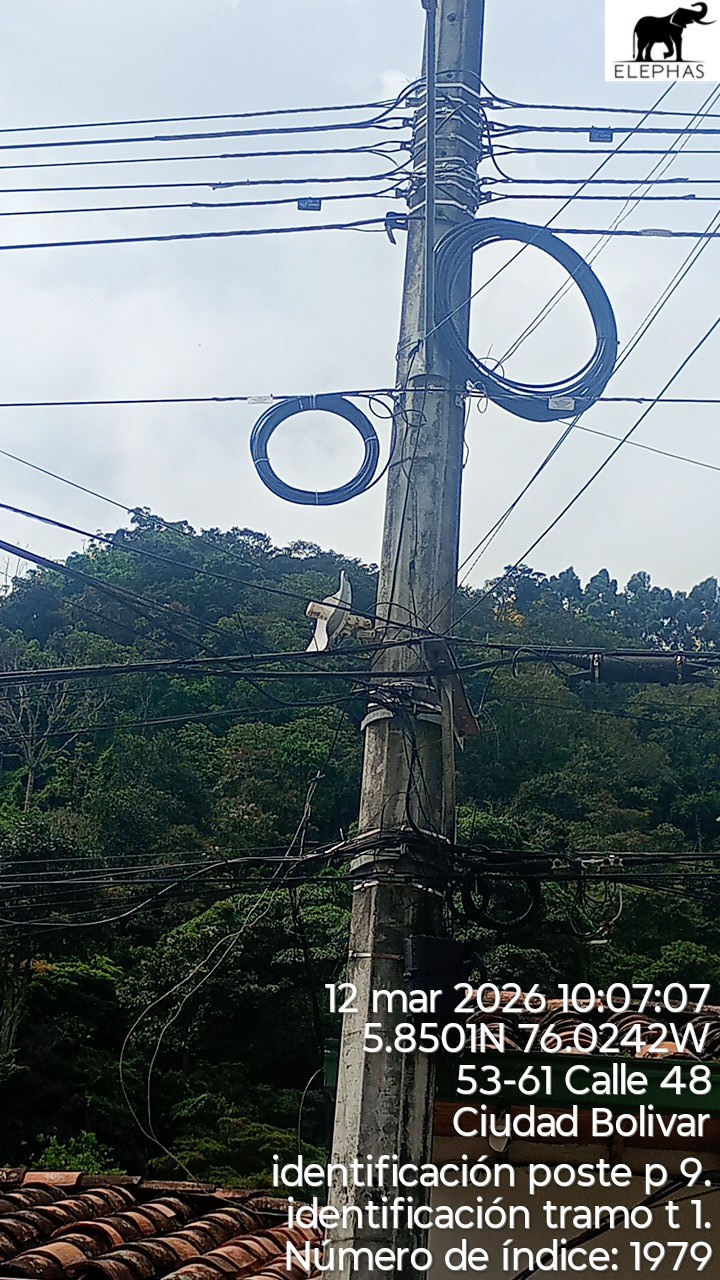 ELEPHAS
12 mar 2026 10:07:07
5.8501N 76.0242W
53-61 Calle 48
Ciudad Bolivar
identificación poste p 9.
identificación tramo t 1.
Número de índice: 1979